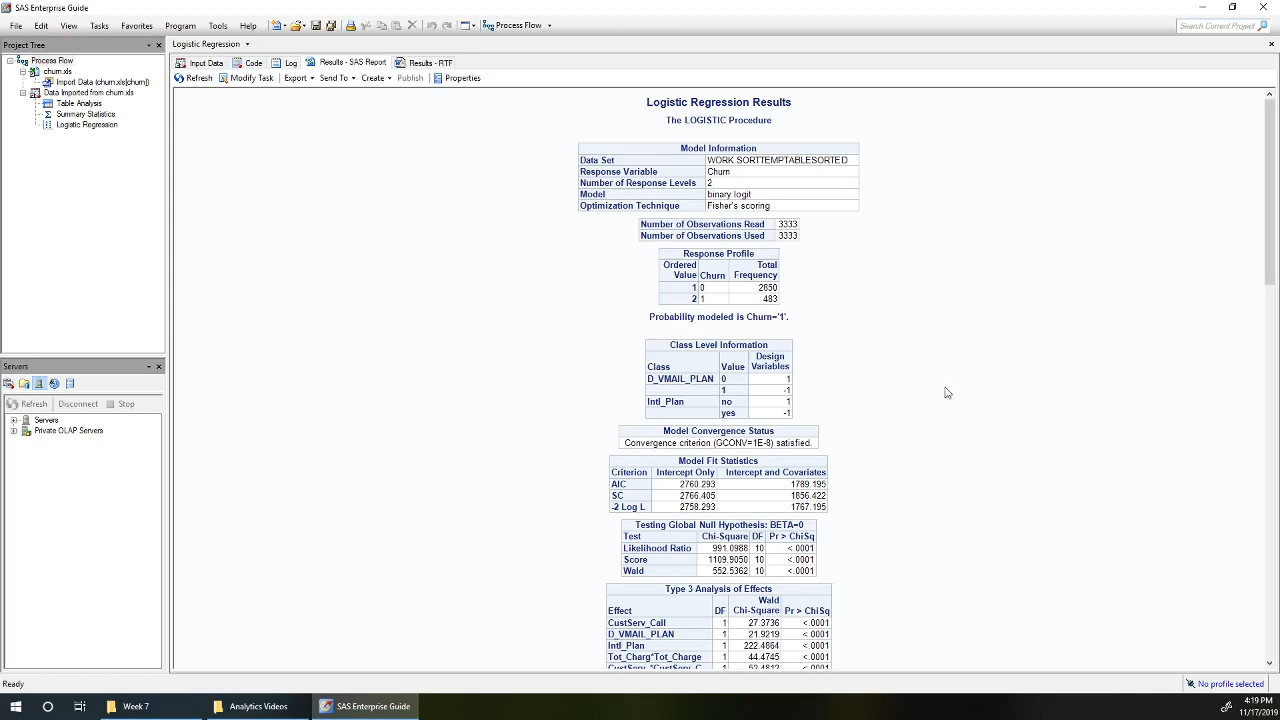 SAS Enterprise Guide
File Edit View Tasks Favorites Program Tools Help Process Flow Search Current Project
Project Tree
Process Flow
churn.xls
Import Data (churn.xls[churn])
Data Imported from churn.xls
Table Analysis
Summary Statistics
Logistic Regression
Servers
Refresh Disconnect Stop
Servers
Private OLAP Servers
Logistic Regression
Input Data Code Log Results - SAS Report Results - RTF
Refresh Modify Task Export Send To Create Publish Properties
Logistic Regression Results
The LOGISTIC Procedure
Model Information
Data Set WORK.SORTTEMPTABLESORTED
Response Variable Churn
Number of Response Levels 2
Model binary logit
Optimization Technique Fisher's scoring
Number of Observations Read 3333
Number of Observations Used 3333
Response Profile
Ordered Value Churn Total Frequency
1 0 2850
2 1 483
Probability modeled is Churn='1'.
Class Level Information
Class Value Design Variables
D_VMAIL_PLAN 0 1
1 -1
Intl_Plan no 1
yes -1
Model Convergence Status
Convergence criterion (GCONV=1E-8) satisfied.
Model Fit Statistics
Criterion Intercept Only Intercept and Covariates
AIC 2760.293 1789.195
SC 2766.405 1856.422
-2 Log L 2758.293 1767.195
Testing Global Null Hypothesis: BETA=0
Test Chi-Square DF Pr > ChiSq
Likelihood Ratio 991.0988 10 <.0001
Score 1109.9050 10 <.0001
Wald 552.5362 10 <.0001
Type 3 Analysis of Effects
Effect DF Wald Chi-Square Pr > ChiSq
CustServ_Call 1 27.3736 <.0001
D_VMAIL_PLAN 1 21.9219 <.0001
Intl_Plan 1 222.4864 <.0001
Tot_Charg*Tot_Charge 1 44.4745 <.0001
CustServ_*CustServ_C 1 52.4812 <.0001
Ready
No profile selected
Week 7 Analytics Videos SAS Enterprise Guide
4:19 PM
11/17/2019